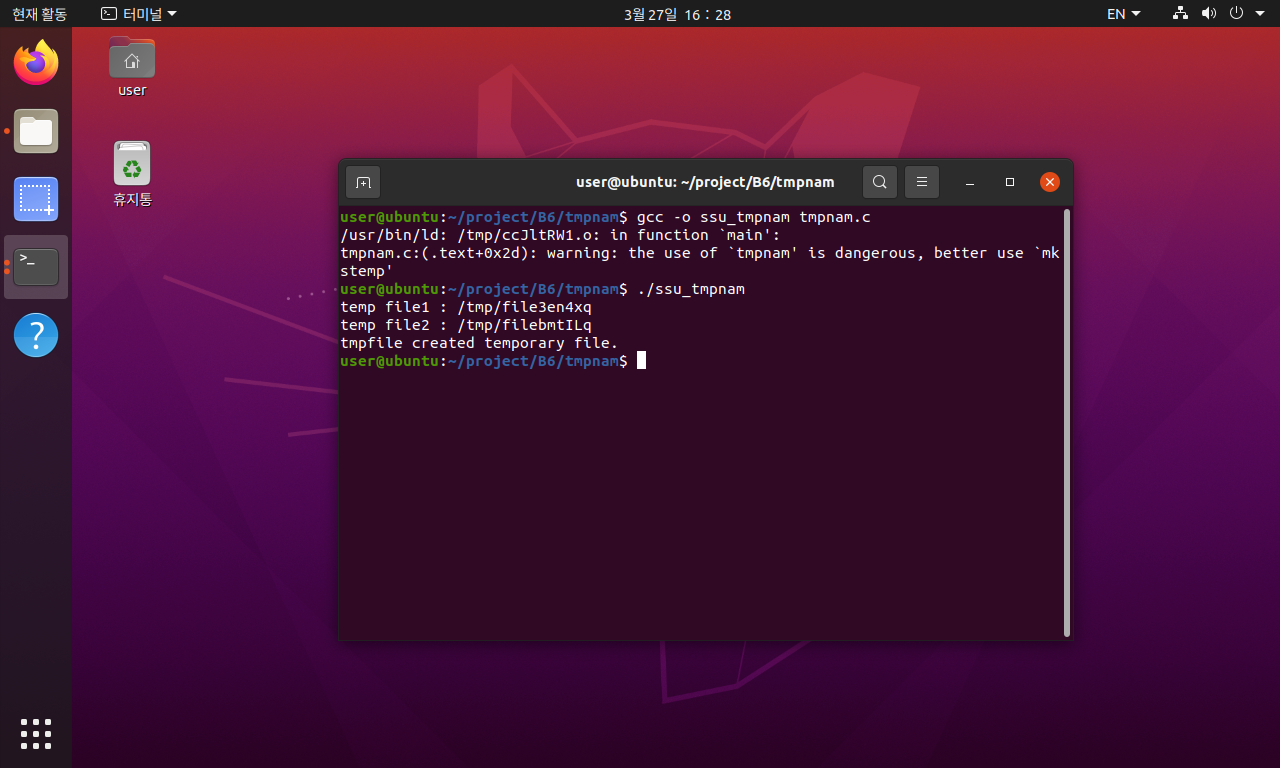 현재 활동
터미널
3월 27일 16 : 28
EN
user
휴지통
user@ubuntu: ~/project/B6/tmpnam
user@ubuntu:~/project/B6/tmpnam$ gcc -o ssu_tmpnam tmpnam.c
/usr/bin/ld: /tmp/ccJltRW1.o: in function `main':
tmpnam.c:(.text+0x2d): warning: the use of `tmpnam' is dangerous, better use `mk
stemp'
user@ubuntu:~/project/B6/tmpnam$ ./ssu_tmpnam
temp file1 : /tmp/file3en4xq
temp file2 : /tmp/filebmtILq
tmpfile created temporary file.
user@ubuntu:~/project/B6/tmpnam$